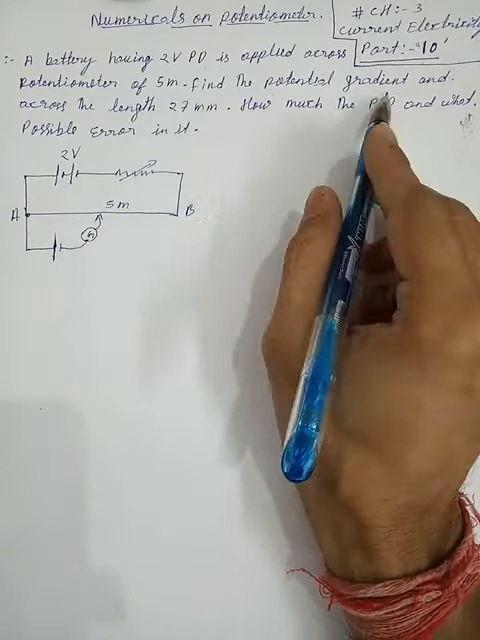 Numericals on Potentiometer.
# CH:- 3
Current Electricity
Part:-"10"
:- A battery having 2V PD is applied across
Potentiometer of 5m. find the potential gradient and.
across the length 27mm. How much the and what.
Possible Error in it.
2V
A
5m
B